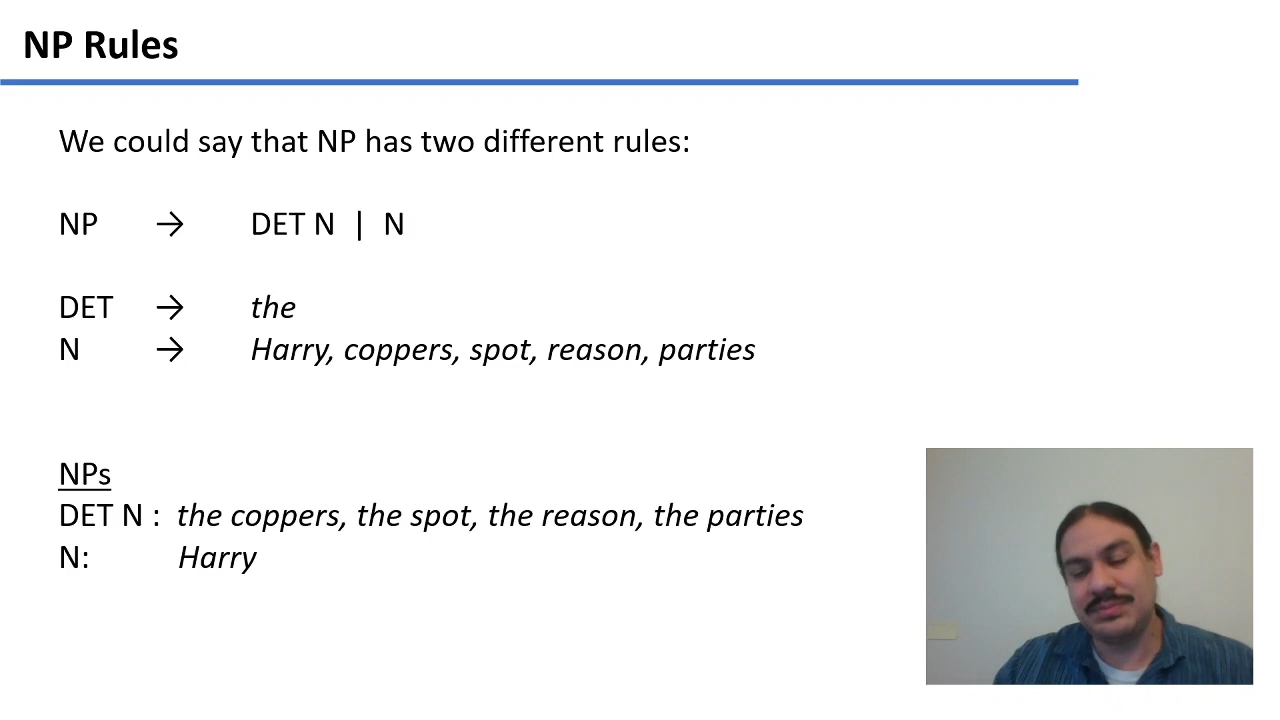 NP Rules
We could say that NP has two different rules:
NP → DET N | N
DET → the
N → Harry, coppers, spot, reason, parties
NPs
DET N : the coppers, the spot, the reason, the parties
N: Harry